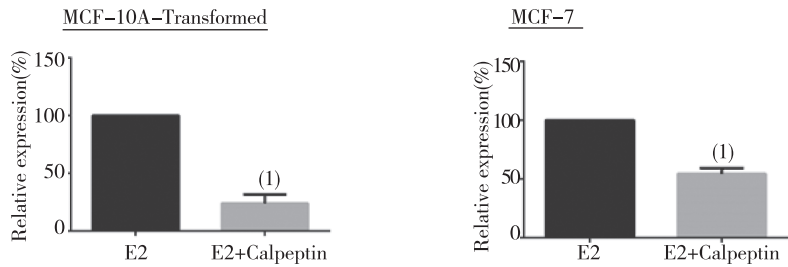 MCF-10A-Transformed
Relative expression(%)
150
100
50
0
(1)
E2
E2+Calpeptin
MCF-7
Relative expression(%)
150
100
50
0
(1)
E2
E2+Calpeptin